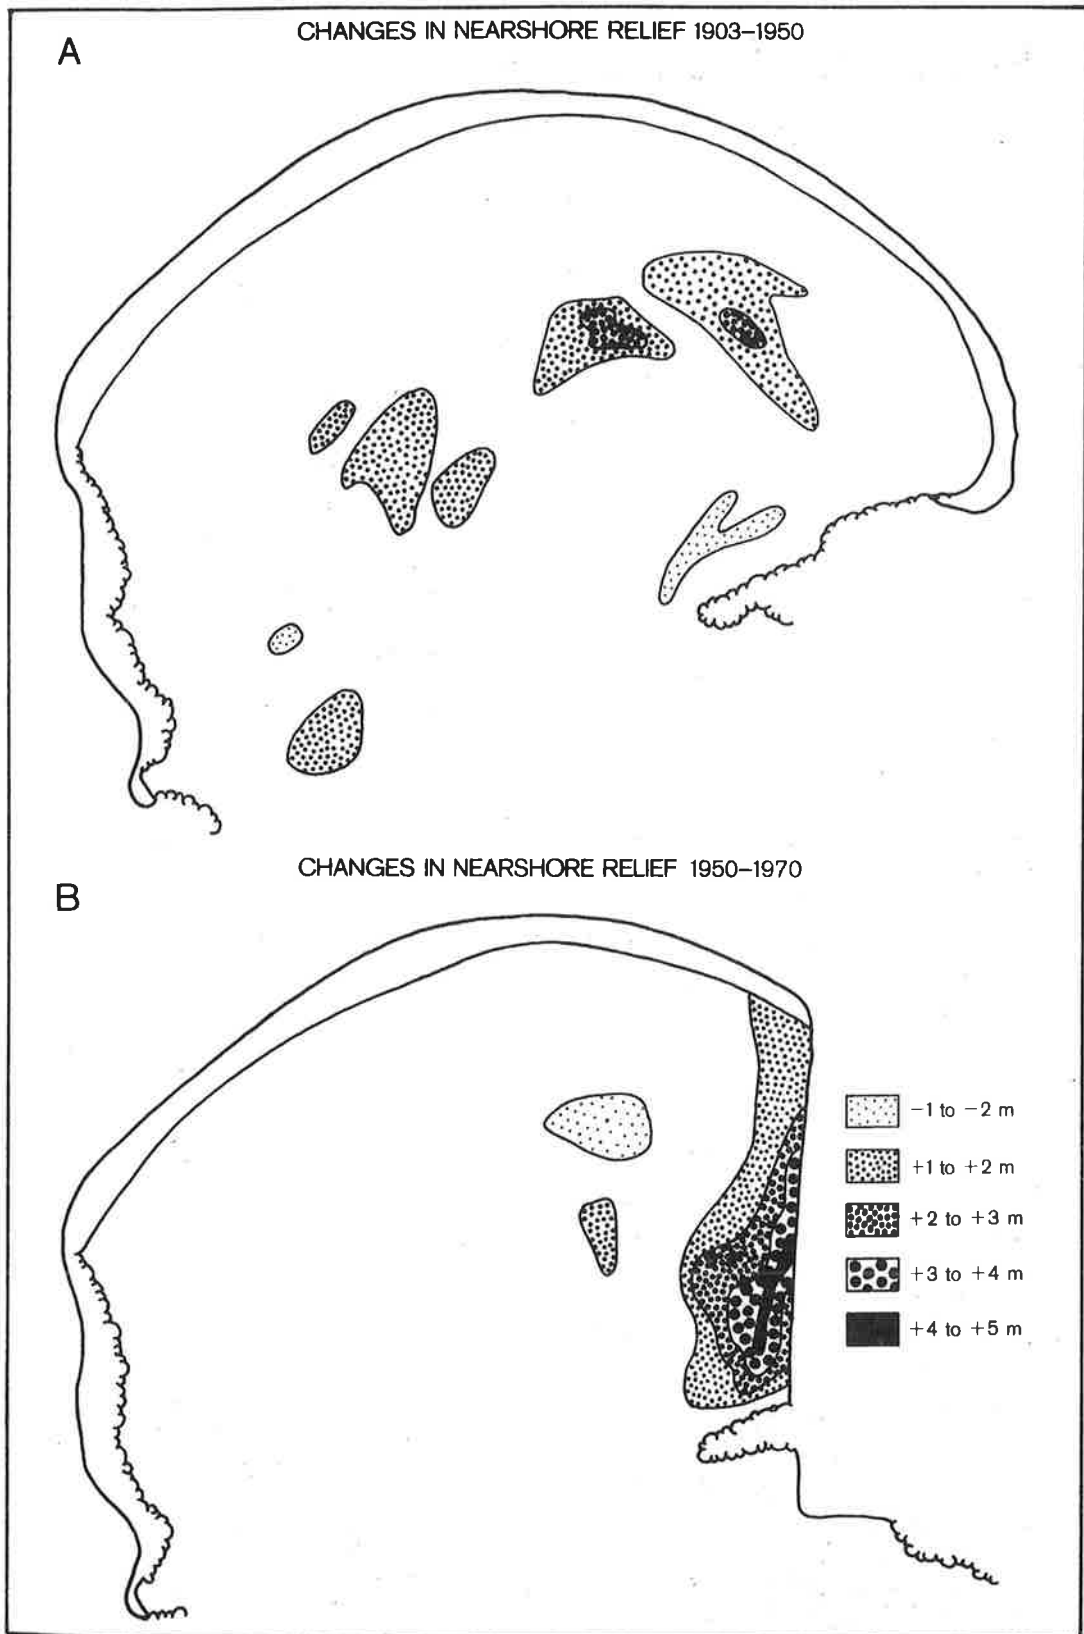 CHANGES IN NEARSHORE RELIEF 1903–1950
A
CHANGES IN NEARSHORE RELIEF 1950–1970
B
−1 to −2 m
+1 to +2 m
+2 to +3 m
+3 to +4 m
+4 to +5 m